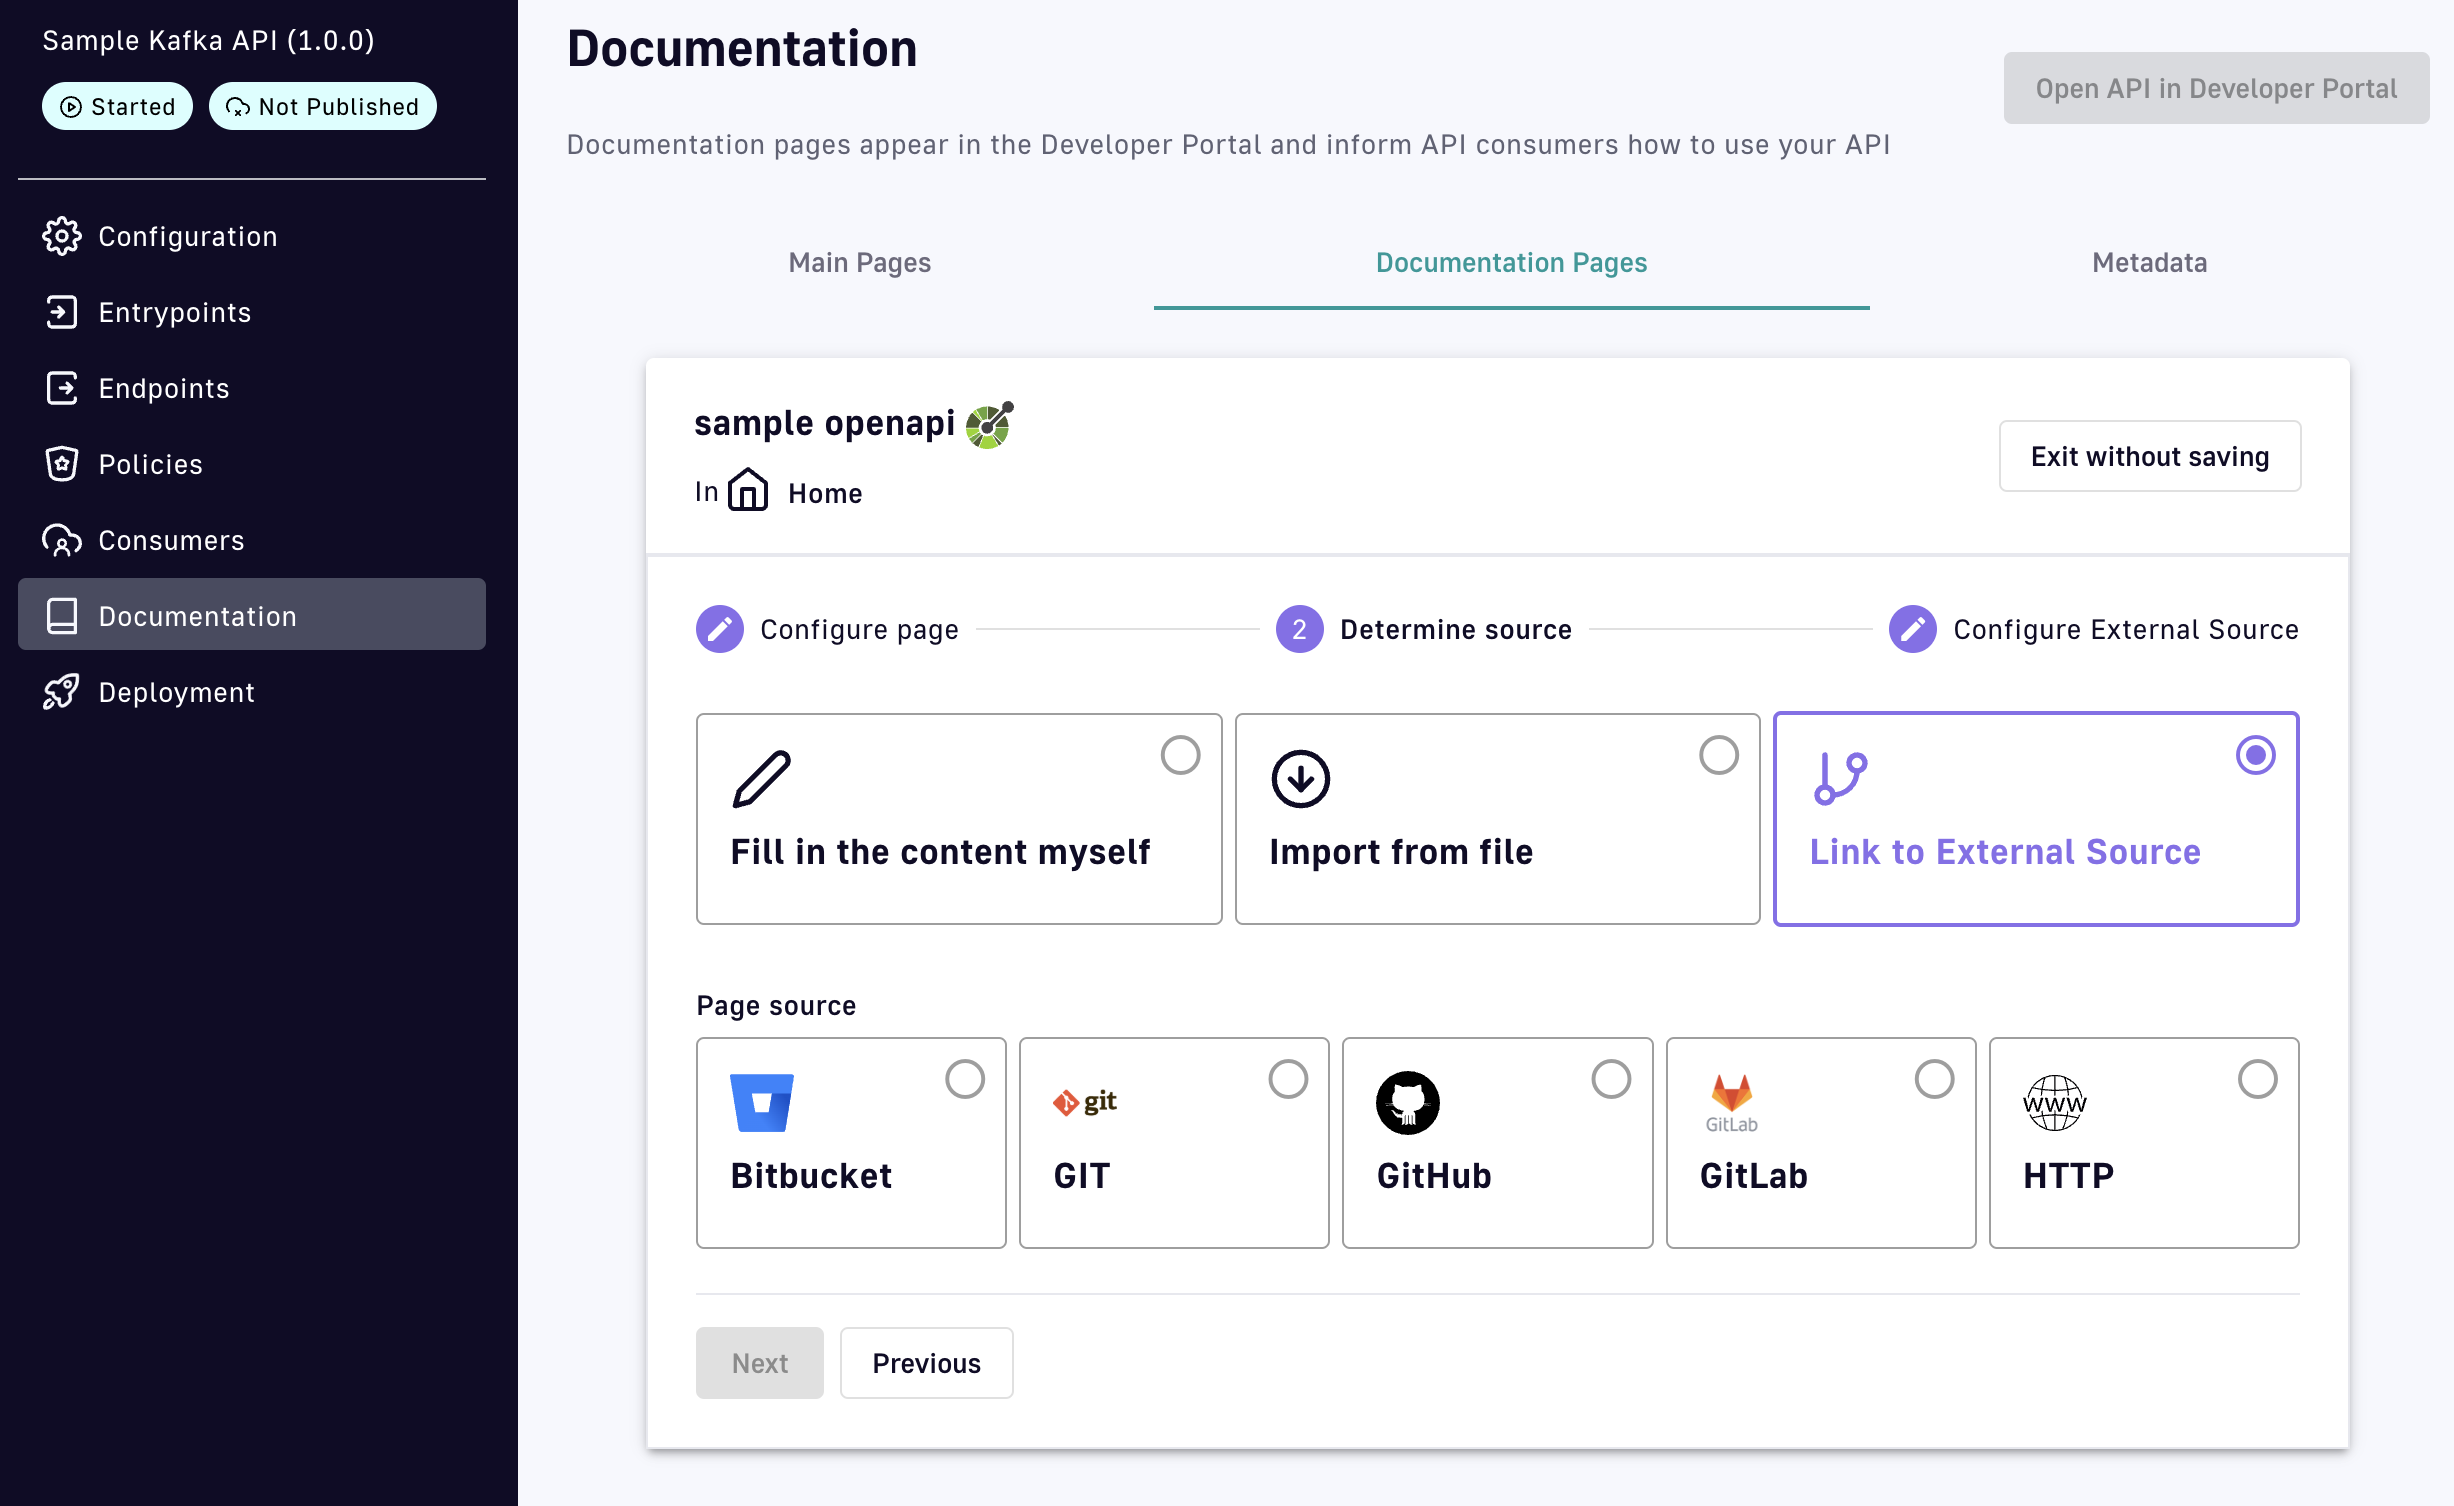 Sample Kafka API (1.0.0)
Started
Not Published
Configuration
Entrypoints
Endpoints
Policies
Consumers
Documentation
Deployment
Documentation
Open API in Developer Portal
Documentation pages appear in the Developer Portal and inform API consumers how to use your API
Main Pages
Documentation Pages
Metadata
sample openapi
In Home
Exit without saving
Configure page
2 Determine source
Configure External Source
Fill in the content myself
Import from file
Link to External Source
Page source
Bitbucket
git
GIT
GitHub
GitLab
GitLab
WWW
HTTP
Next
Previous